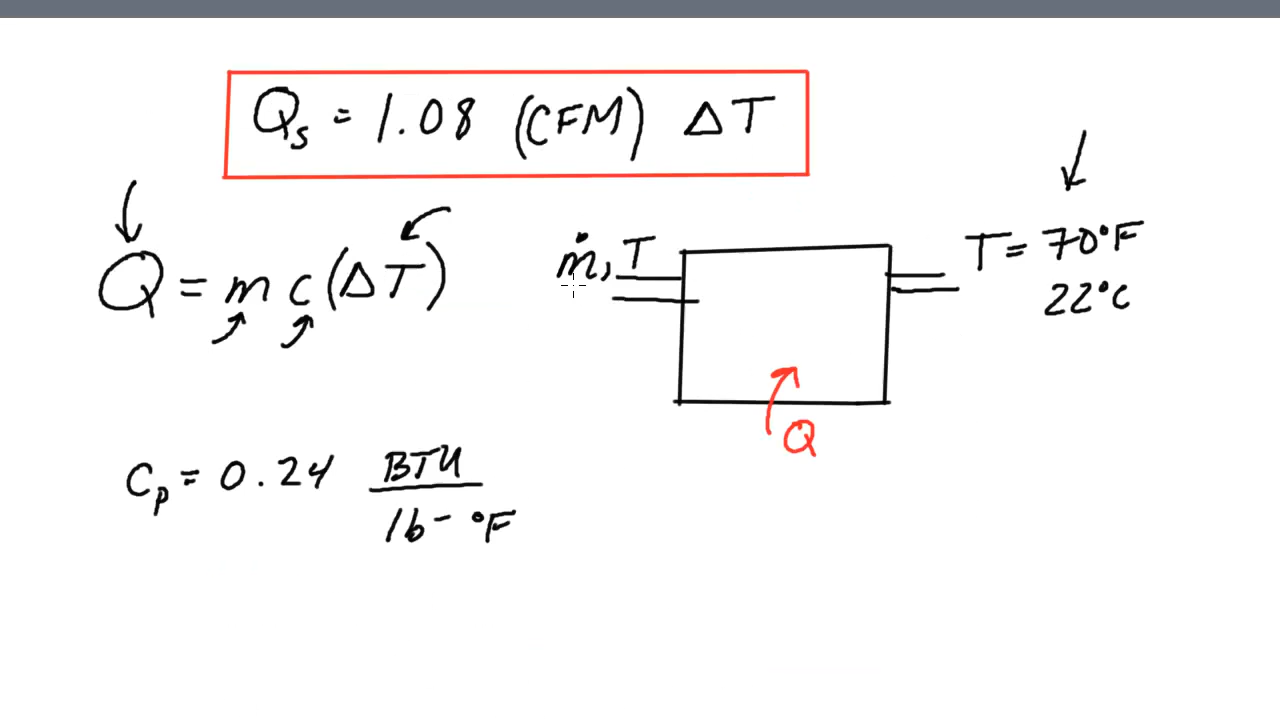 Qs = 1.08 (CFM) ΔT
Q = m c (ΔT)
ṁ, T
T = 70°F
22°C
Q
Cp = 0.24 BTU
lb - °F